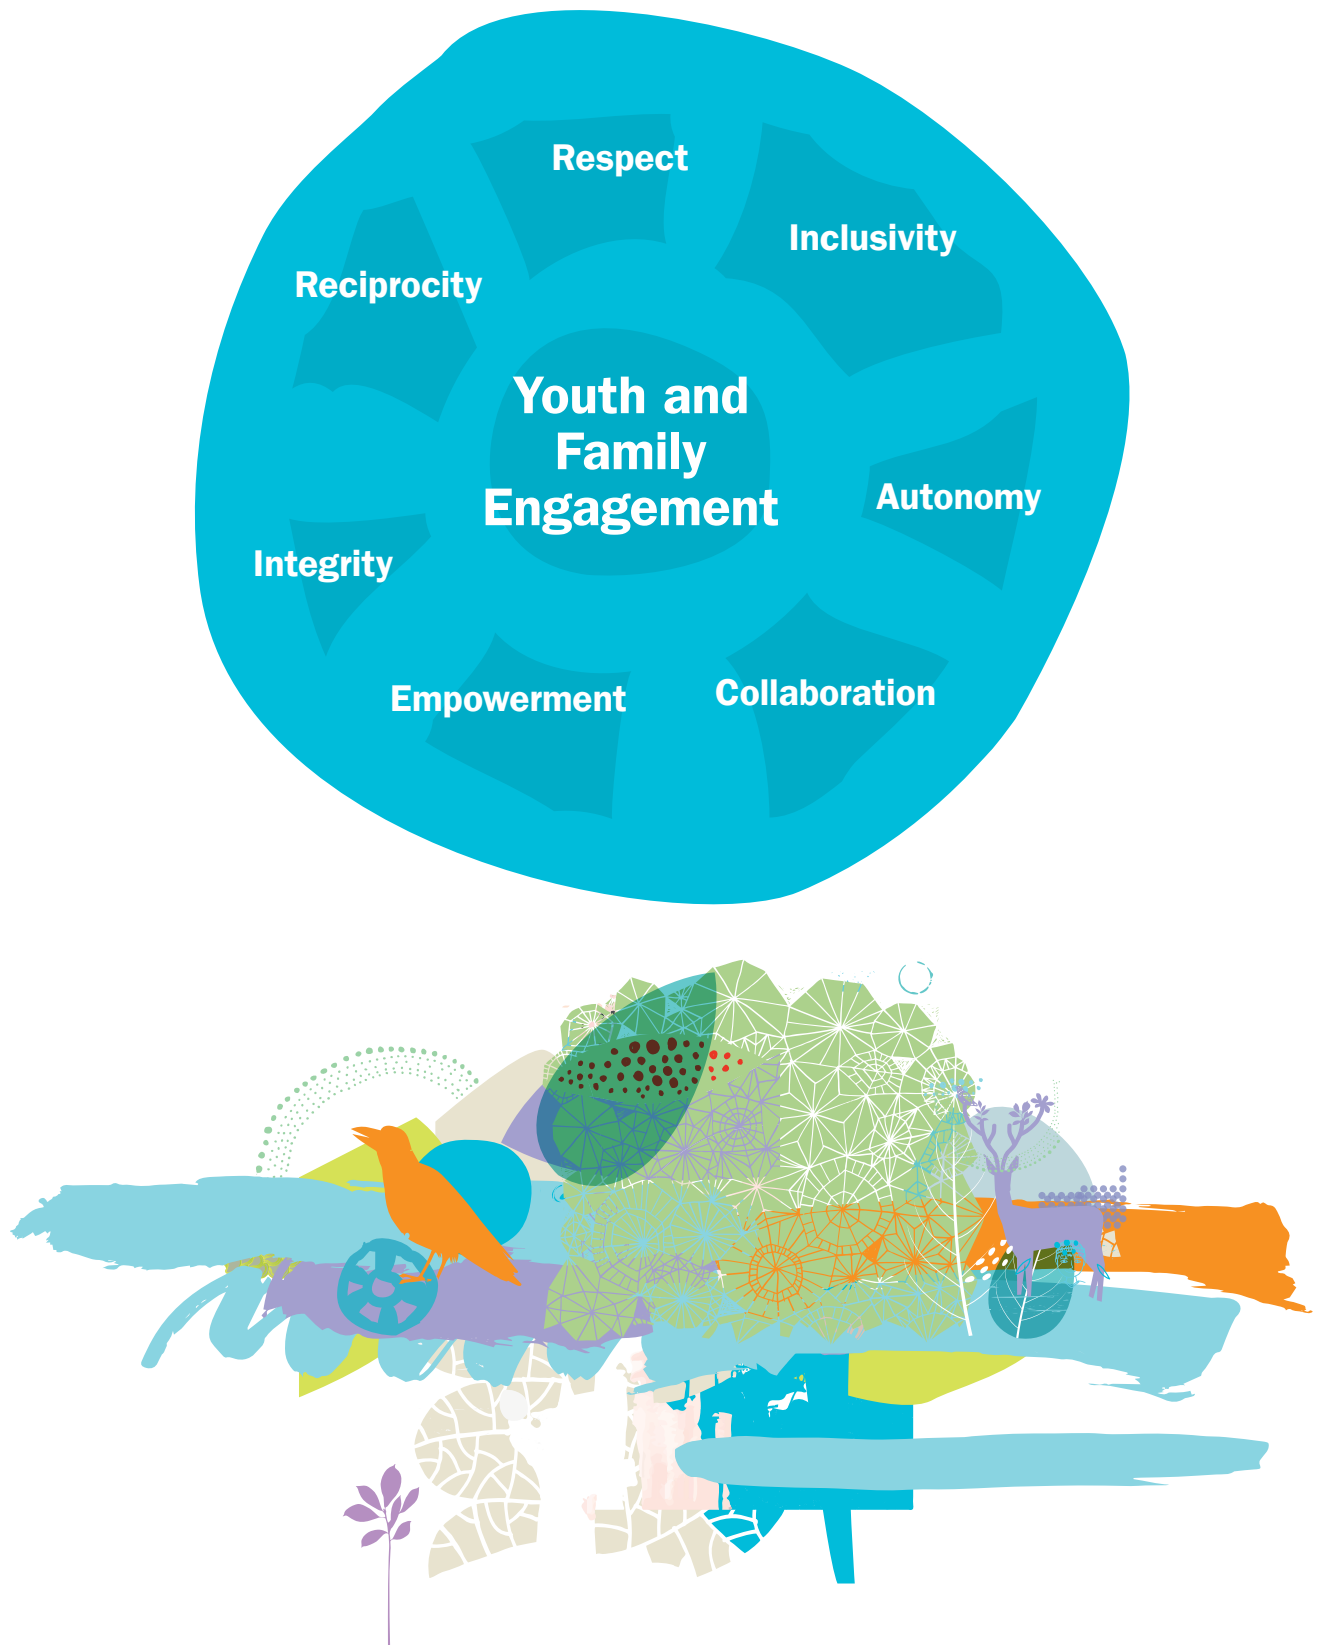 Respect
Inclusivity
Reciprocity
Youth and
Family
Engagement
Autonomy
Integrity
Empowerment
Collaboration